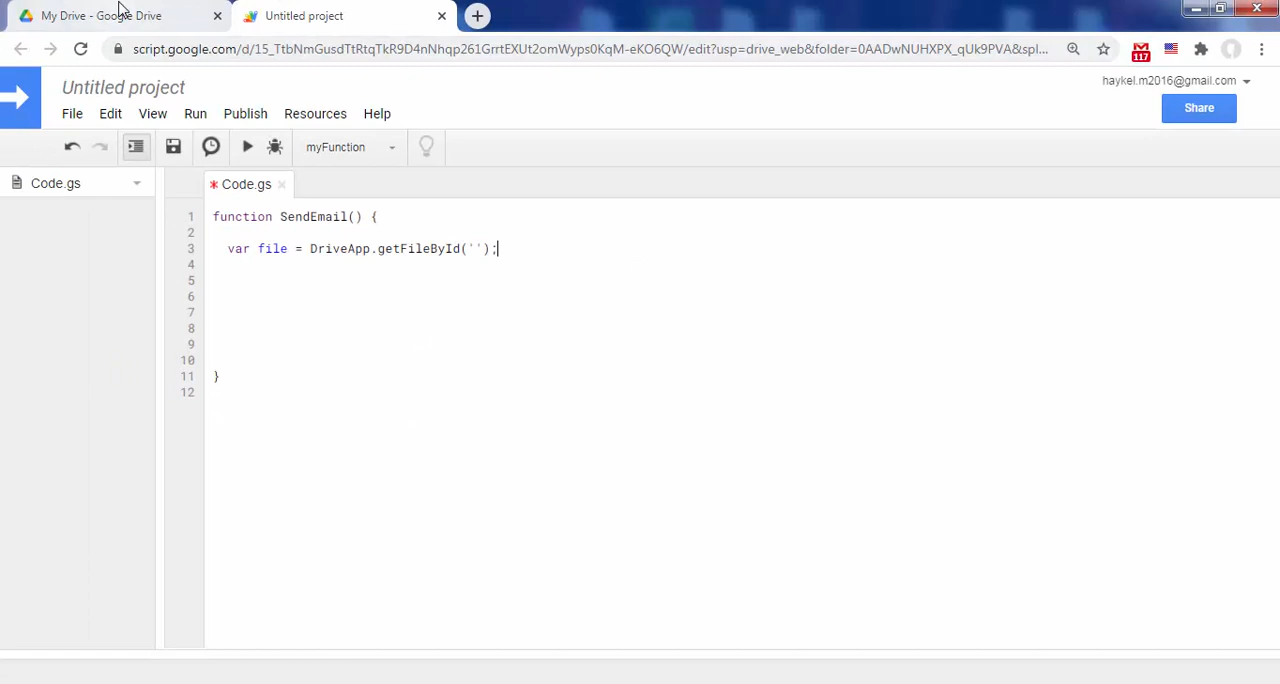 My Drive - Google Drive
Untitled project
script.google.com/d/15_TtbNmGusdTtRtqTkR9D4nNhqp261GrrtEXUt2omWyps0KqM-eKO6QW/edit?usp=drive_web&folder=0AADwNUHXPX_qUk9PVA&spl...
117
Untitled project
haykel.m2016@gmail.com
Share
File Edit View Run Publish Resources Help
myFunction
Code.gs
* Code.gs
1 function SendEmail() {
2
3 var file = DriveApp.getFileById('');
4
5
6
7
8
9
10
11 }
12